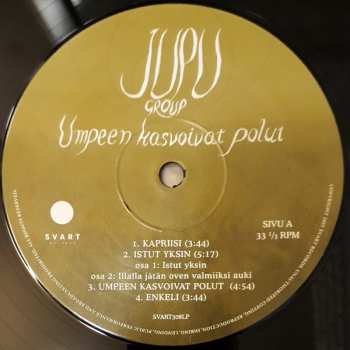 JUPU
GROUP
Umpeen kasvoivat polut
SVART
SIVU A
33 ⅓ RPM
1. KAPRIISI (3:44)
2. ISTUT YKSIN (5:17)
osa 1: Istut yksin
osa 2: Illalla jätän oven valmiiksi auki
3. UMPEEN KASVOIVAT POLUT (4:54)
4. ENKELI (3:44)
SVART308LP